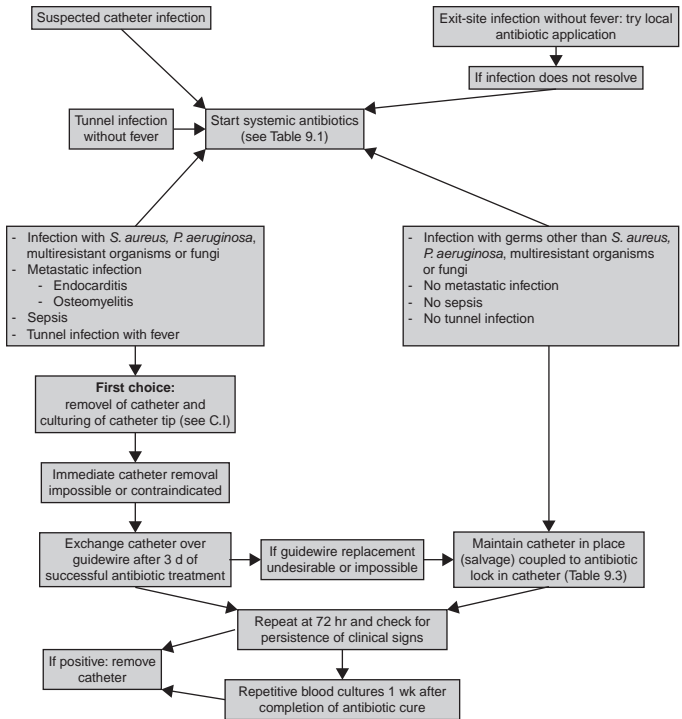 Suspected catheter infection
Exit-site infection without fever: try local
antibiotic application
If infection does not resolve
Tunnel infection
without fever
Start systemic antibiotics
(see Table 9.1)
- Infection with S. aureus, P. aeruginosa,
multiresistant organisms or fungi
- Metastatic infection
- Endocarditis
- Osteomyelitis
- Sepsis
- Tunnel infection with fever
- Infection with germs other than S. aureus,
P. aeruginosa, multiresistant organisms
or fungi
- No metastatic infection
- No sepsis
- No tunnel infection
First choice:
removel of catheter and
culturing of catheter tip (see C.I)
Immediate catheter removal
impossible or contraindicated
Exchange catheter over
guidewire after 3 d of
successful antibiotic treatment
If guidewire replacement
undesirable or impossible
Maintain catheter in place
(salvage) coupled to antibiotic
lock in catheter (Table 9.3)
Repeat at 72 hr and check for
persistence of clinical signs
If positive: remove
catheter
Repetitive blood cultures 1 wk after
completion of antibiotic cure